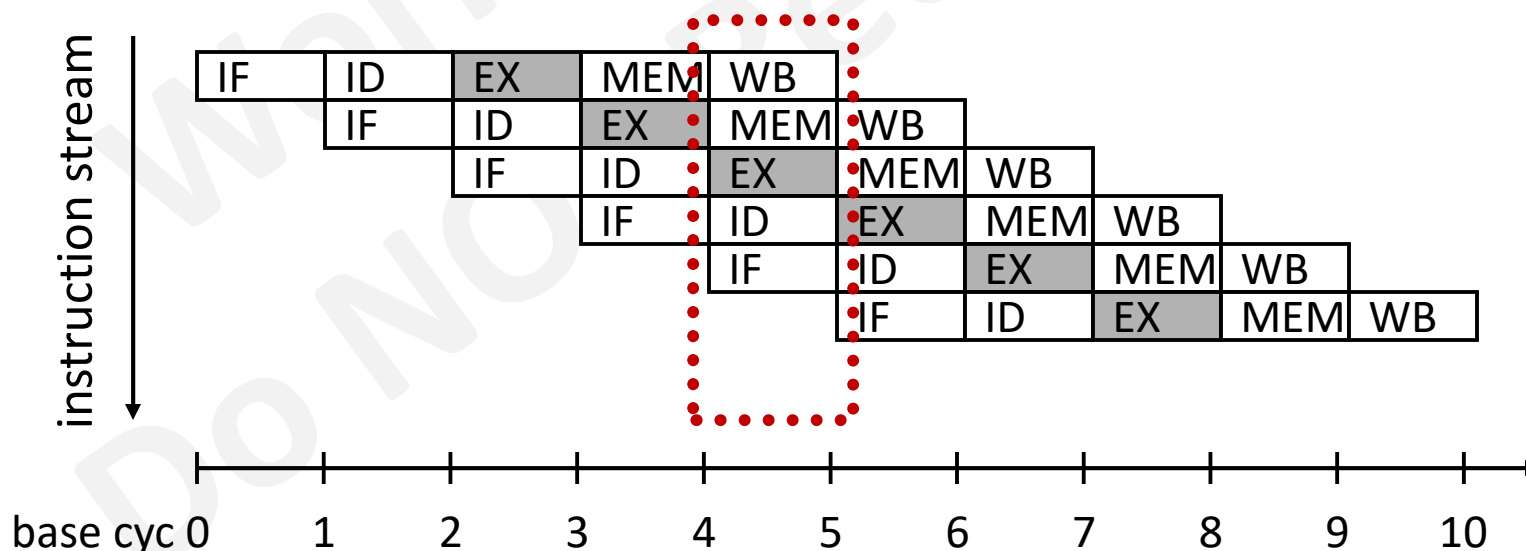 instruction stream
IF ID EX MEM WB
IF ID EX MEM WB
IF ID EX MEM WB
IF ID EX MEM WB
IF ID EX MEM WB
IF ID EX MEM WB
base cyc 0 1 2 3 4 5 6 7 8 9 10
Do NO